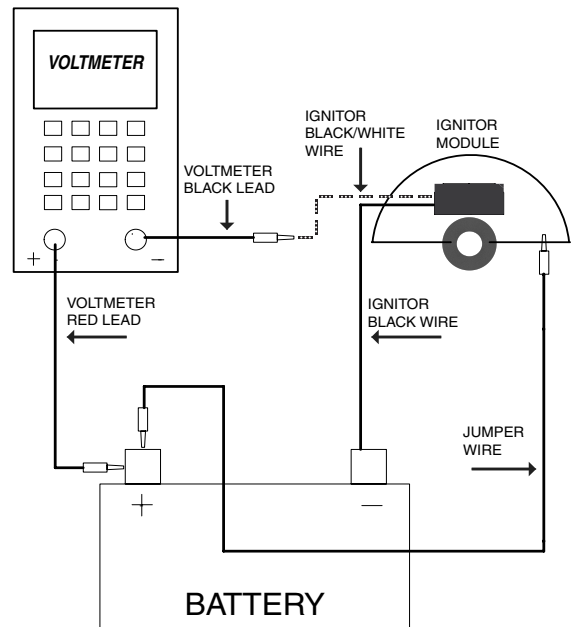 VOLTMETER
IGNITOR
BLACK/WHITE
WIRE
IGNITOR
MODULE
VOLTMETER
BLACK LEAD
+
−
VOLTMETER
RED LEAD
IGNITOR
BLACK WIRE
JUMPER
WIRE
+
−
BATTERY